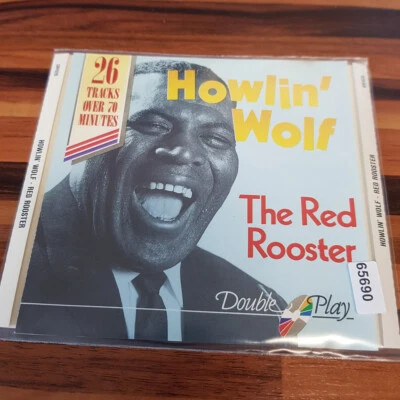 26
TRACKS
OVER 70
MINUTES
Howlin'
Wolf
The Red
Rooster
Double Play
65690
HOWLIN' WOLF - RED ROOSTER
HOWLIN' WOLF - RED ROOSTER